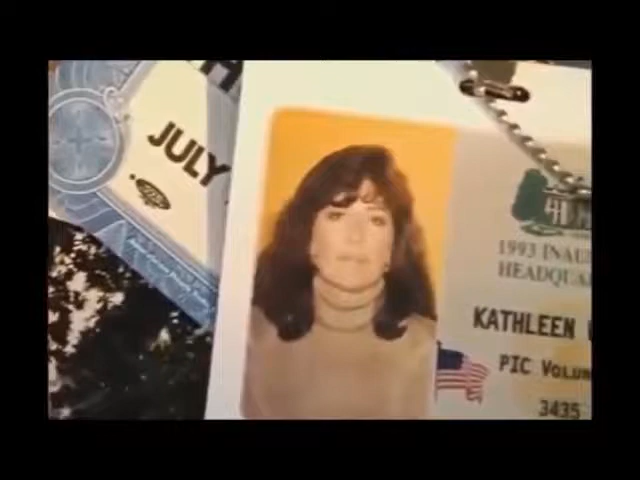 JULY
1993 INAU
HEADQUA
KATHLEEN
PIC Volun
3435